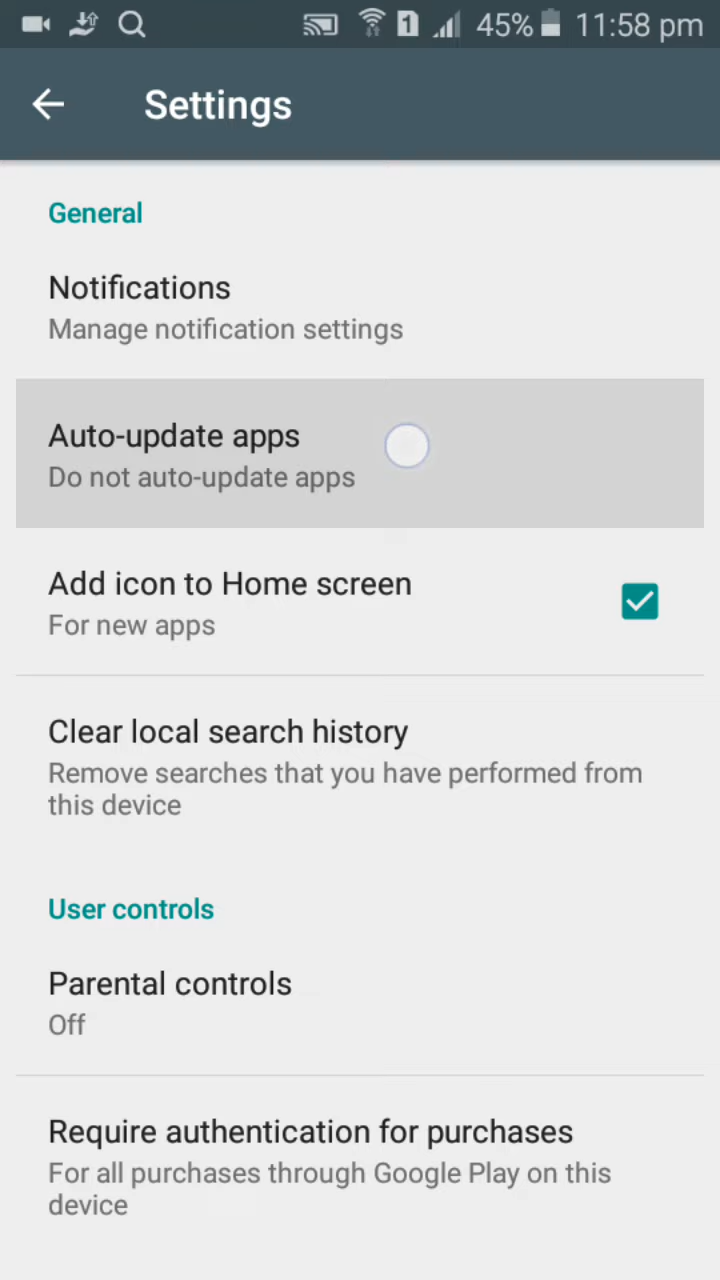 1 45% 11:58 pm
Settings
General
Notifications
Manage notification settings
Auto-update apps
Do not auto-update apps
Add icon to Home screen
For new apps
Clear local search history
Remove searches that you have performed from
this device
User controls
Parental controls
Off
Require authentication for purchases
For all purchases through Google Play on this
device